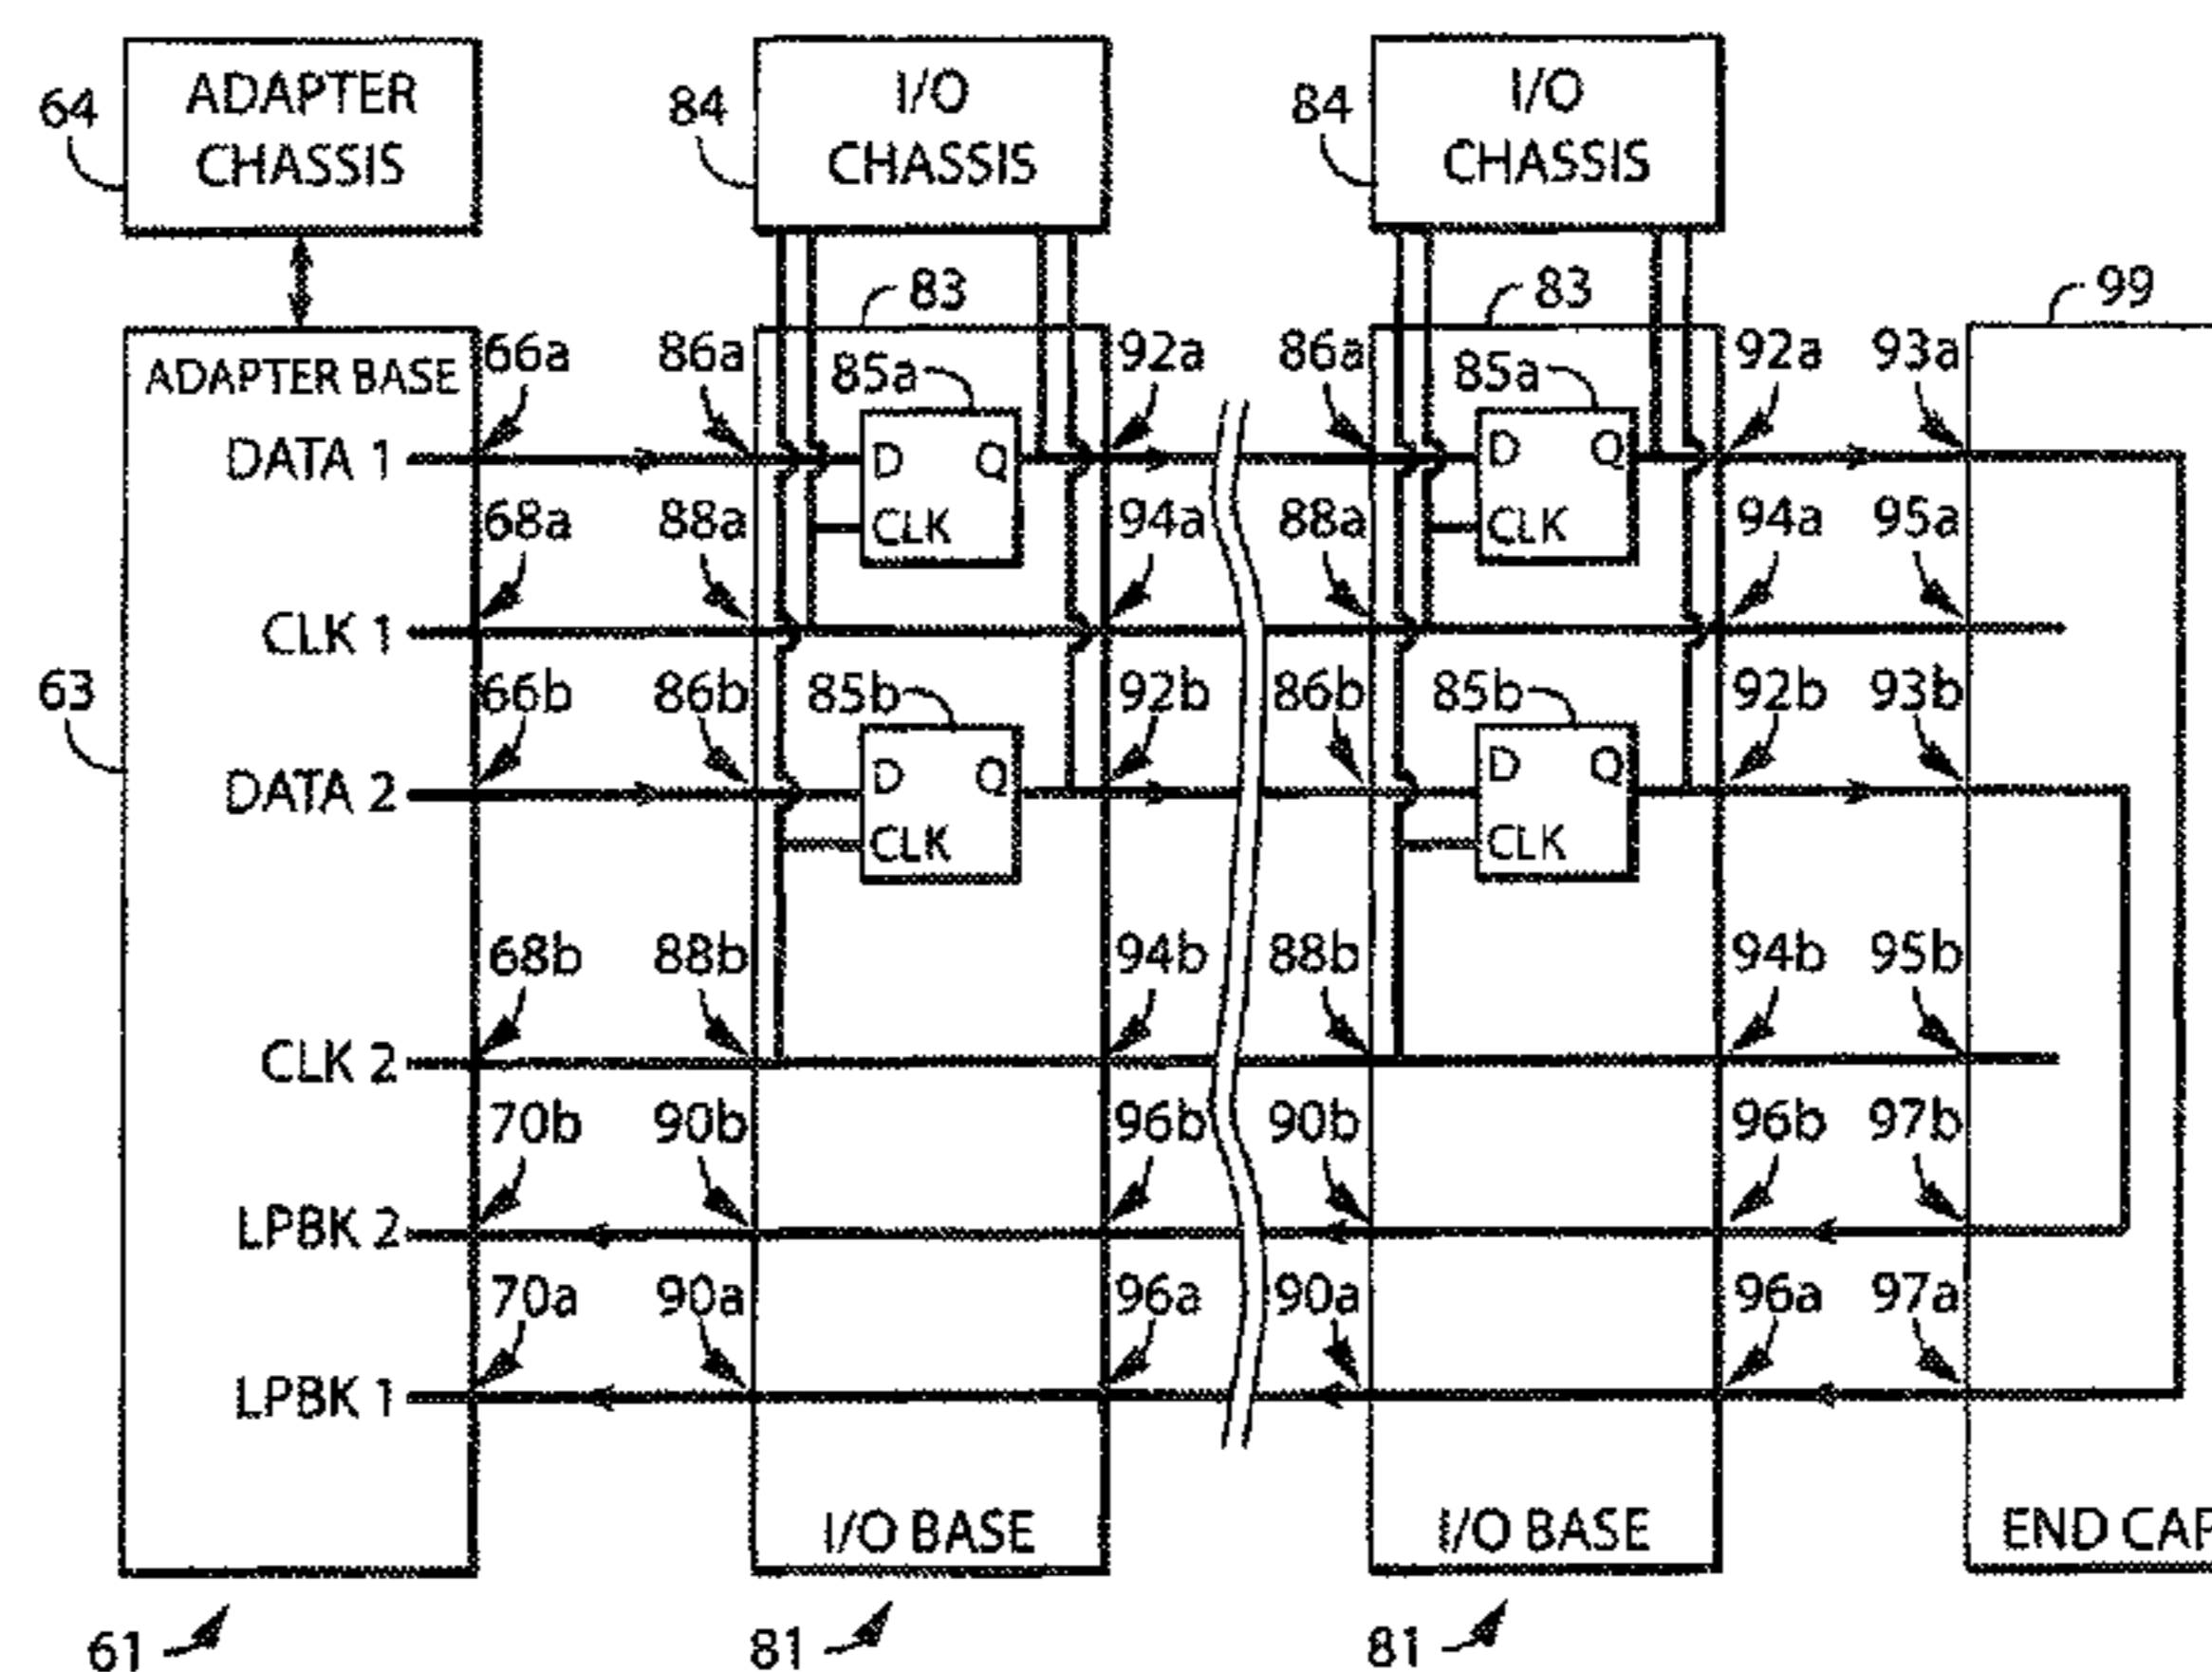 ADAPTER
CHASSIS
64
I/O
CHASSIS
84
I/O
CHASSIS
84
83
83
99
ADAPTER BASE
66a
86a
85a
92a
86a
85a
92a
93a
DATA 1
D
Q
D
Q
68a
88a
CLK
94a
88a
CLK
94a
95a
CLK 1
63
66b
86b
85b
92b
86b
85b
92b
93b
DATA 2
D
Q
D
Q
CLK
CLK
68b
88b
94b
88b
94b
95b
CLK 2
70b
90b
96b
90b
96b
97b
LPBK 2
70a
90a
96a
90a
96a
97a
LPBK 1
I/O BASE
I/O BASE
END CAP
61
81
81